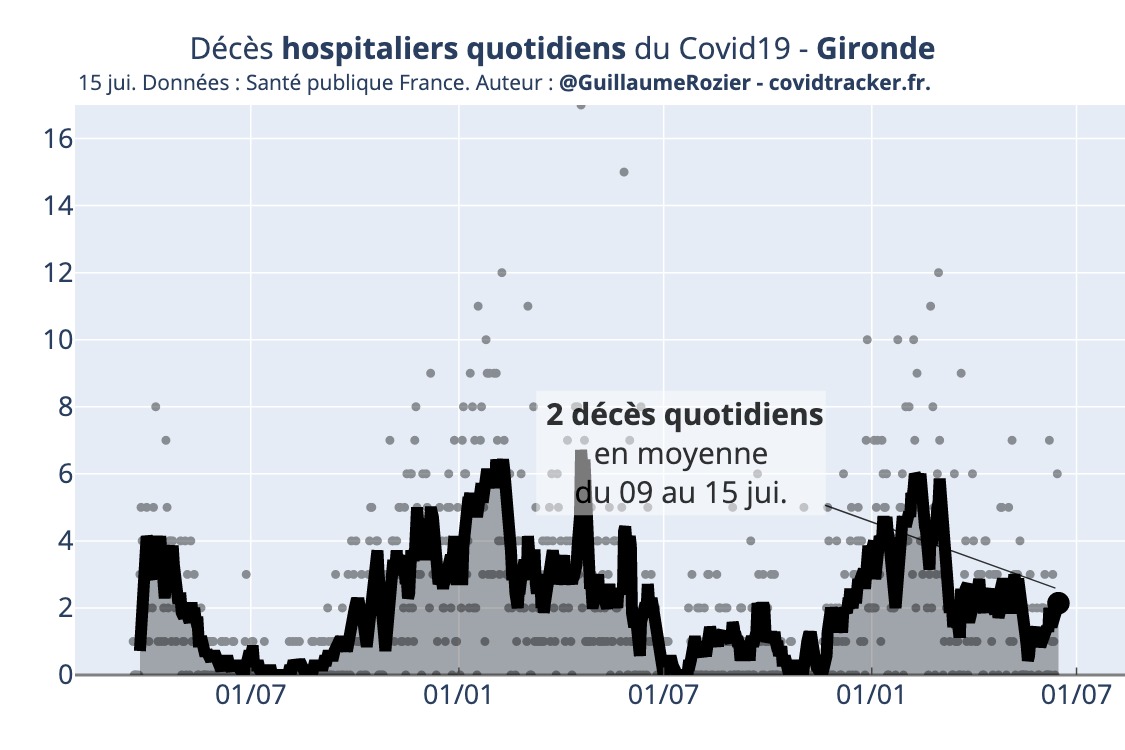 Décès hospitaliers quotidiens du Covid19 - Gironde
15 jui. Données : Santé publique France. Auteur : @GuillaumeRozier - covidtracker.fr.
16
14
12
10
8
2 décès quotidiens
en moyenne
6
du 09 au 15 jui.
4
2
0
01/07 01/01 01/07 01/01 01/07